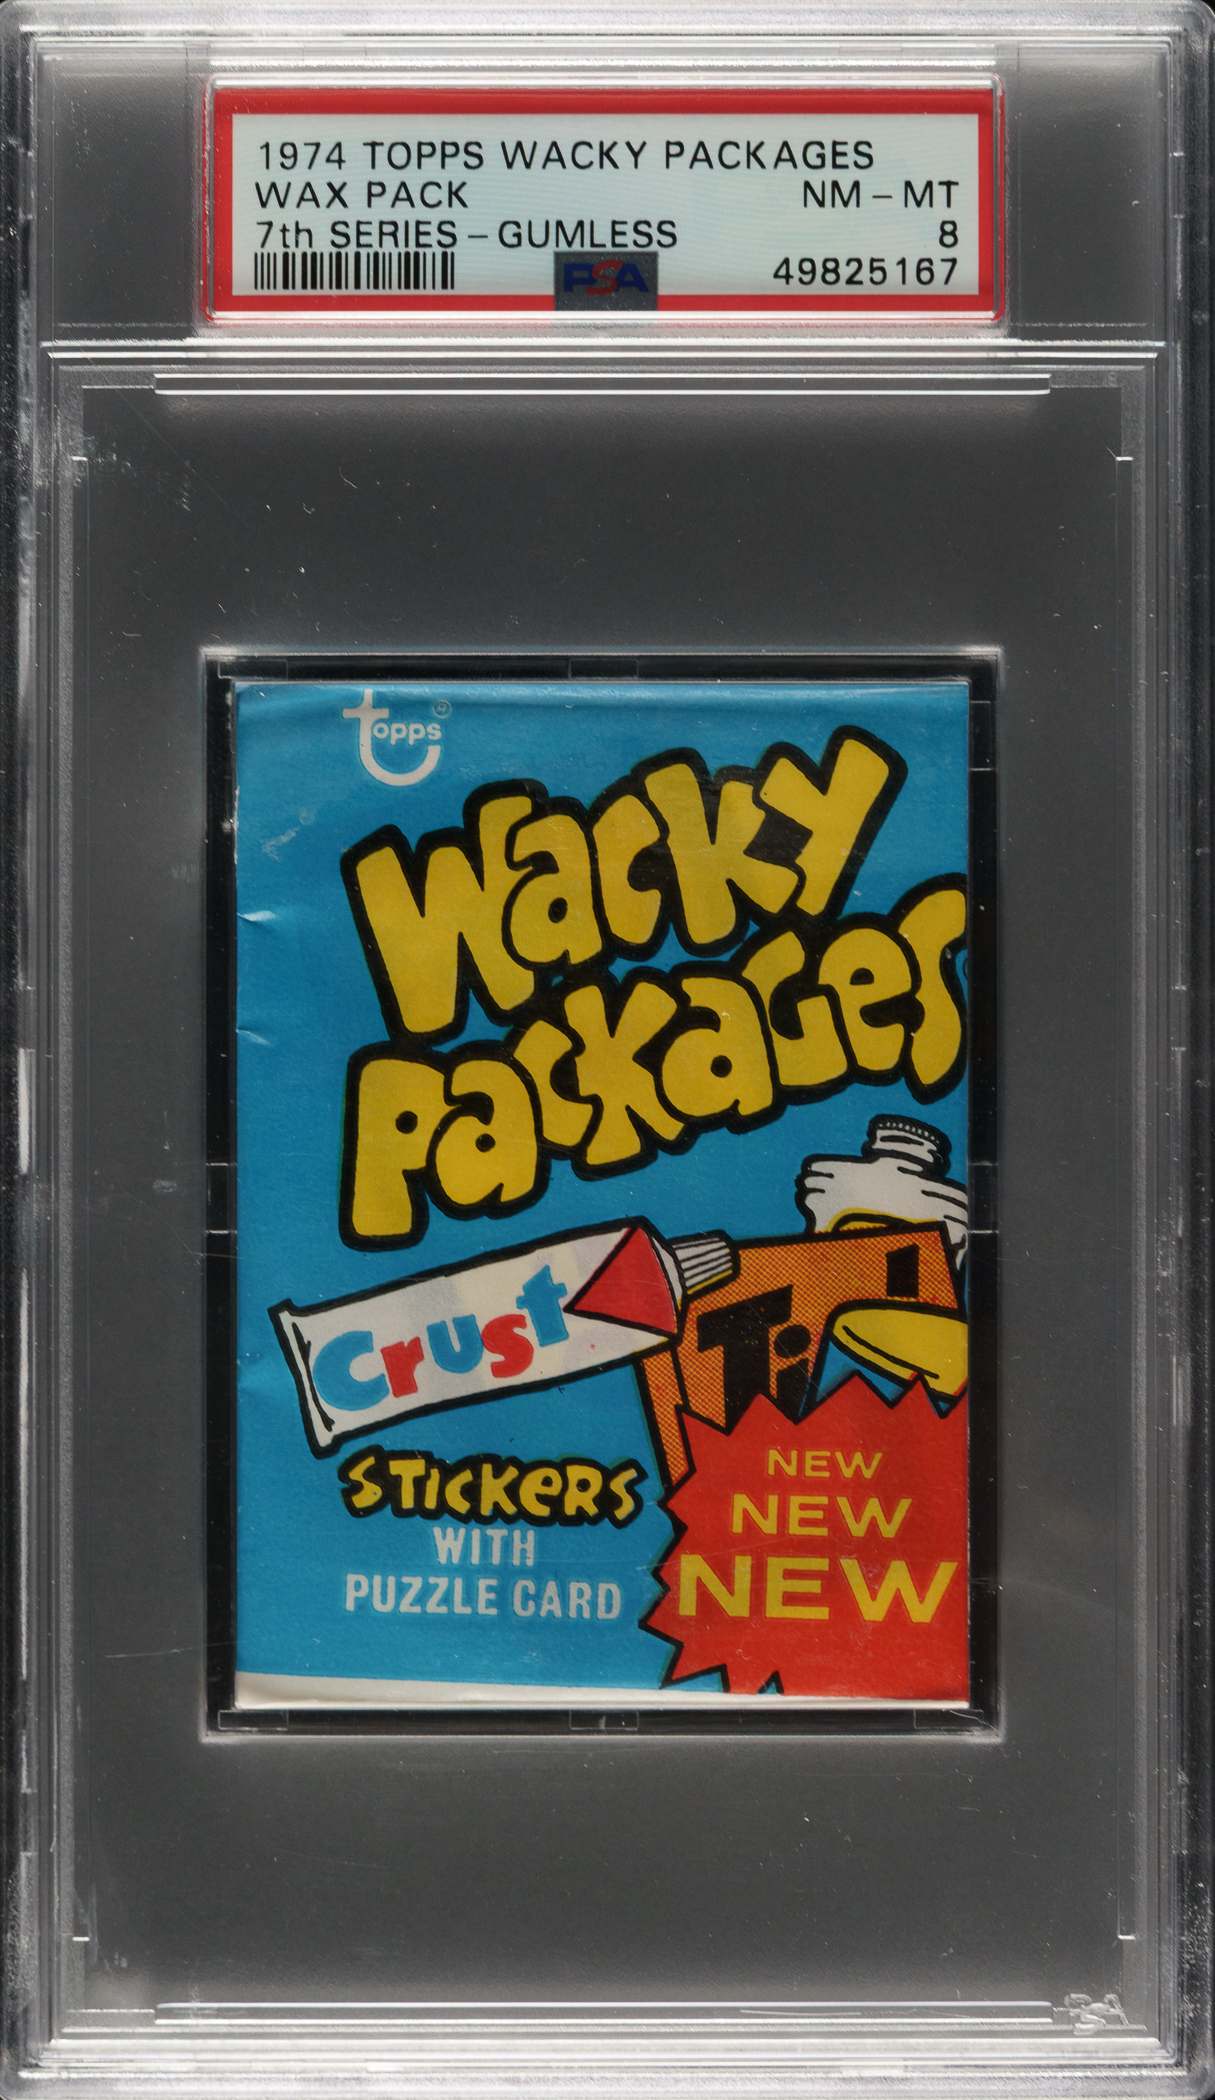 1974 TOPPS WACKY PACKAGES
WAX PACK NM - MT
7th SERIES - GUMLESS 8
PSA 49825167
Topps ®
Wacky
Packages
Crust
Ti
STICKERS
WITH
PUZZLE CARD
NEW
NEW
NEW
PSA